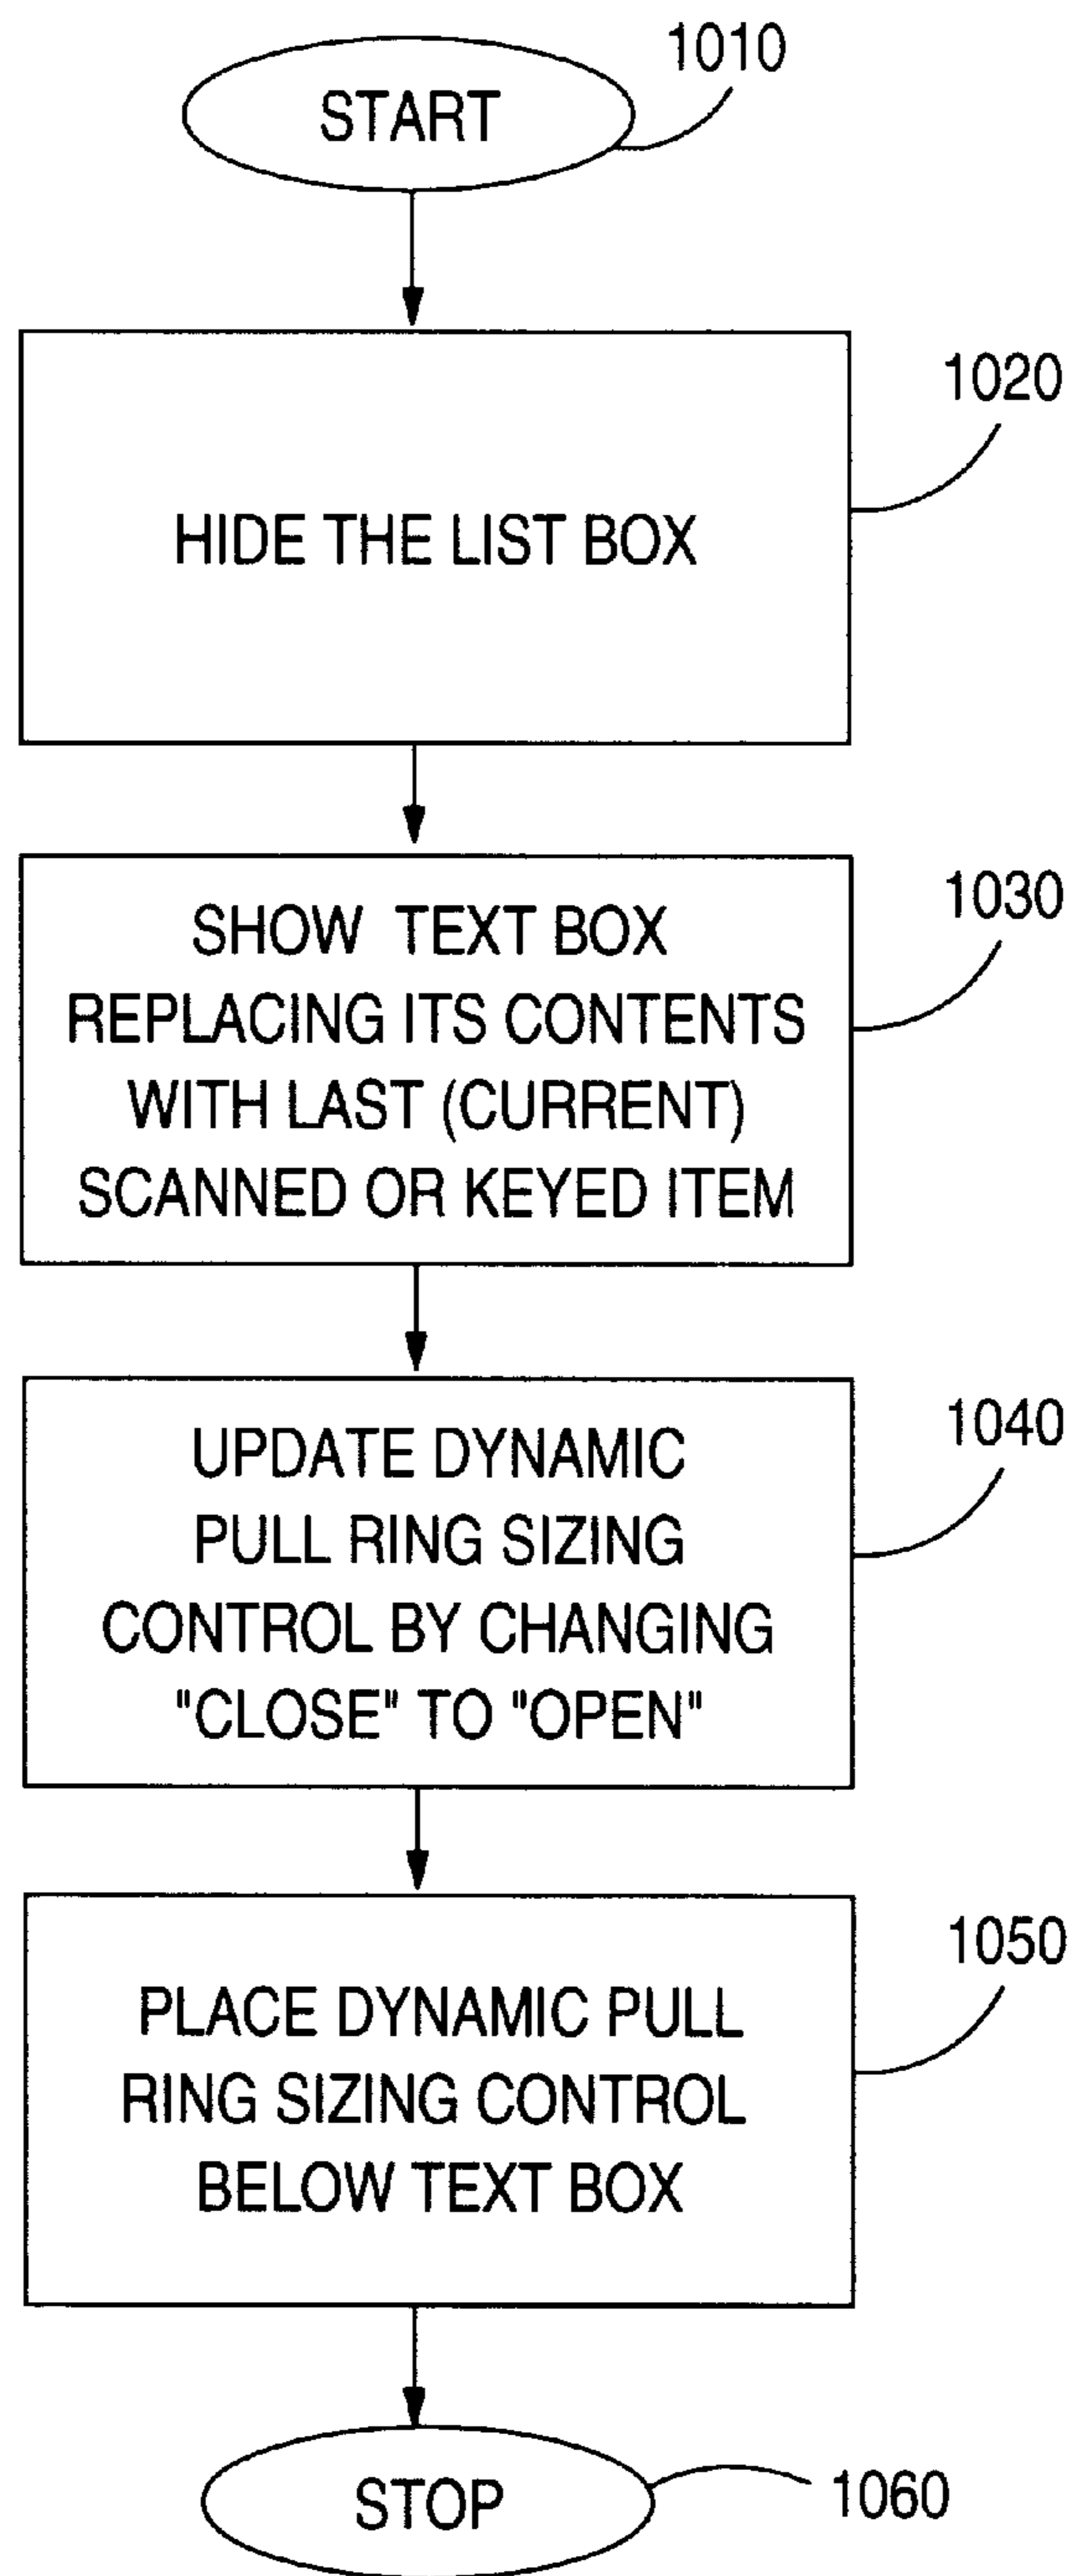 1010
START
1020
HIDE THE LIST BOX
1030
SHOW TEXT BOX
REPLACING ITS CONTENTS
WITH LAST (CURRENT)
SCANNED OR KEYED ITEM
1040
UPDATE DYNAMIC
PULL RING SIZING
CONTROL BY CHANGING
"CLOSE" TO "OPEN"
1050
PLACE DYNAMIC PULL
RING SIZING CONTROL
BELOW TEXT BOX
STOP
1060